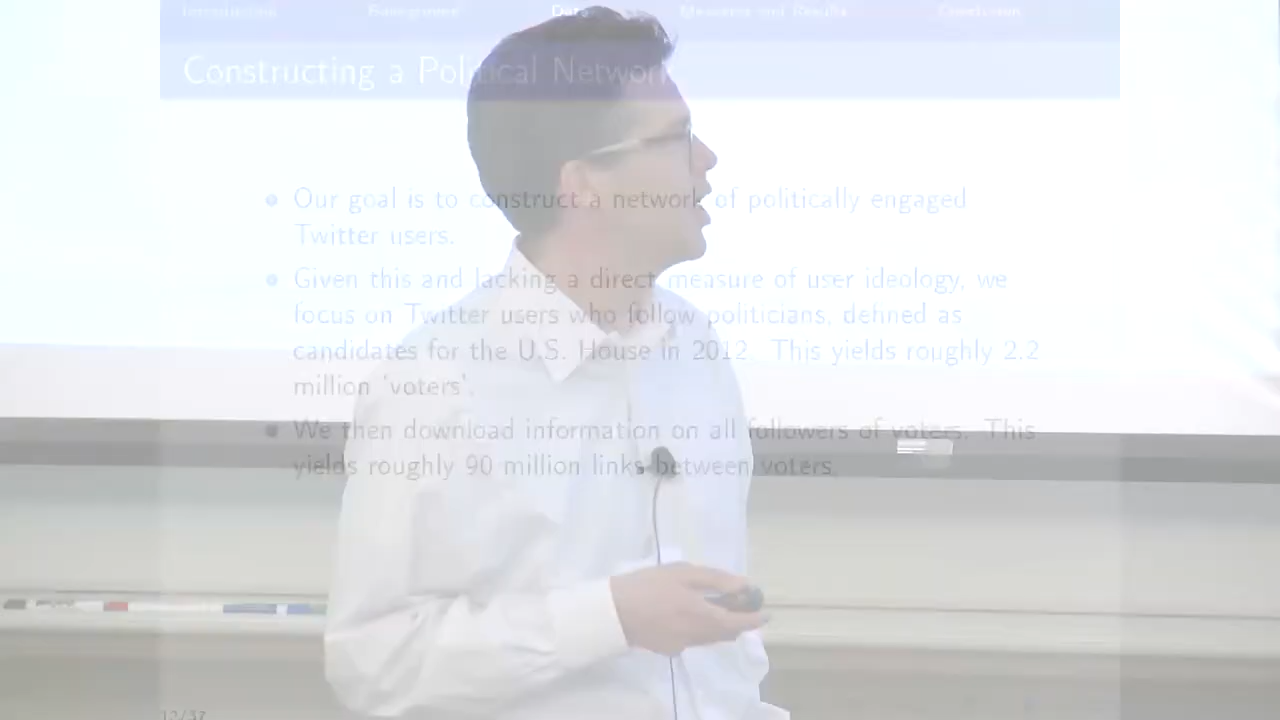 Introduction Background Data Measures and Results Conclusion
Constructing a Political Network
Our goal is to construct a network of politically engaged
Twitter users.
Given this and lacking a direct measure of user ideology, we
focus on Twitter users who follow politicians, defined as
candidates for the U.S. House in 2012. This yields roughly 2.2
million 'voters'.
We then download information on all followers of voters. This
yields roughly 90 million links between voters.
12/37